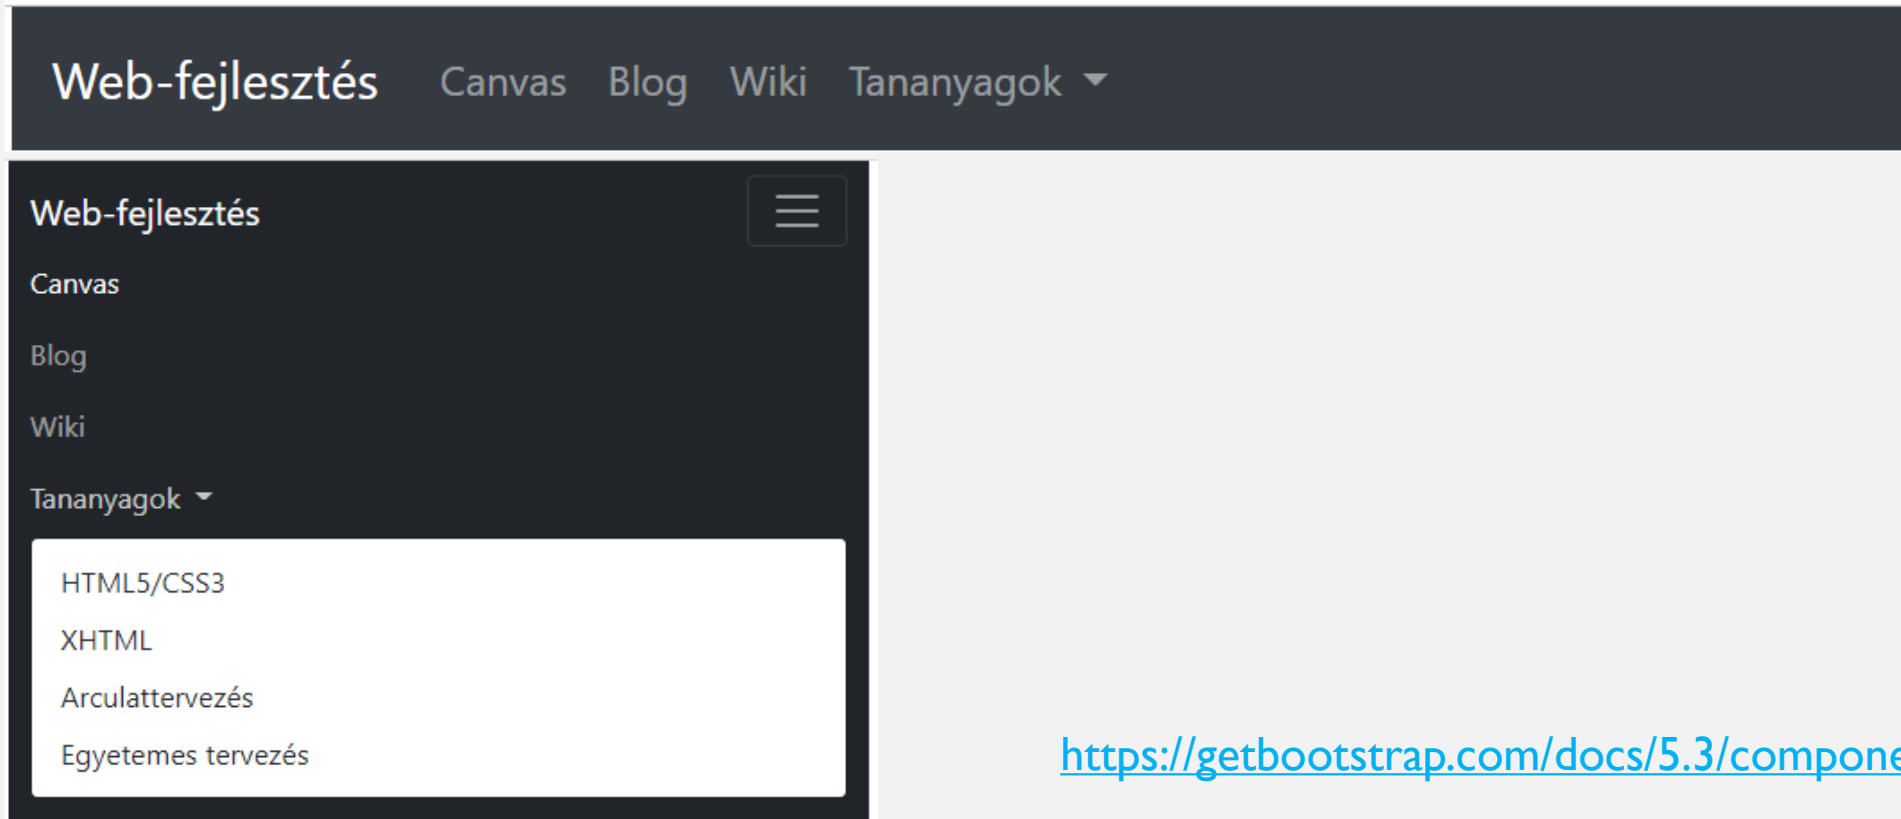 Web-fejlesztés Canvas Blog Wiki Tananyagok
Web-fejlesztés
Canvas
Blog
Wiki
Tananyagok
HTML5/CSS3
XHTML
Arculattervezés
Egyetemes tervezés
https://getbootstrap.com/docs/5.3/compone